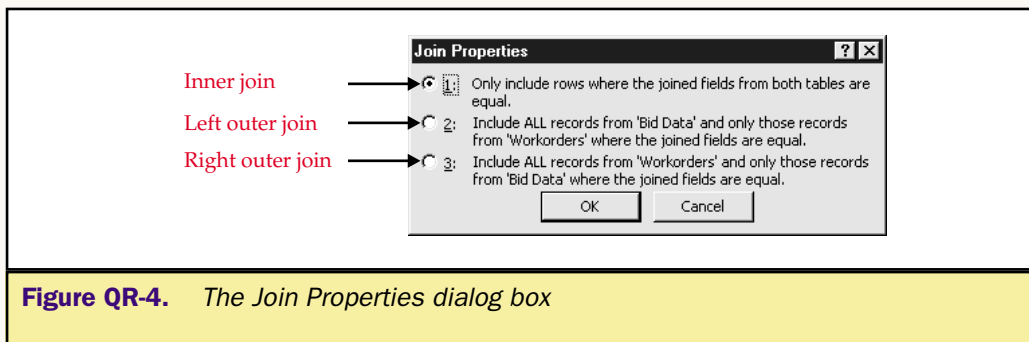 Join Properties
Inner join
1: Only include rows where the joined fields from both tables are
equal.
Left outer join
2: Include ALL records from 'Bid Data' and only those records
from 'Workorders' where the joined fields are equal.
Right outer join
3: Include ALL records from 'Workorders' and only those records
from 'Bid Data' where the joined fields are equal.
OK Cancel
Figure QR-4. The Join Properties dialog box